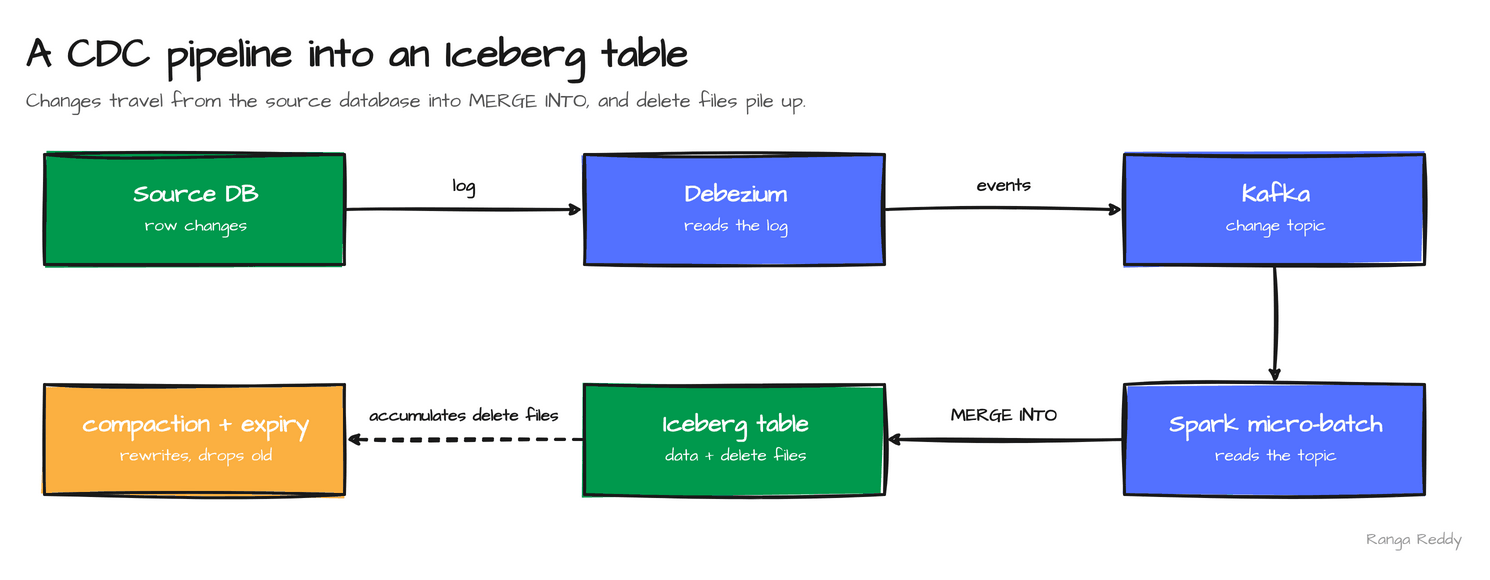 A CDC pipeline into an Iceberg table
Changes travel from the source database into MERGE INTO, and delete files pile up.
Source DB
row changes
log
Debezium
reads the log
events
Kafka
change topic
compaction + expiry
rewrites, drops old
accumulates delete files
Iceberg table
data + delete files
MERGE INTO
Spark micro-batch
reads the topic
Ranga Reddy